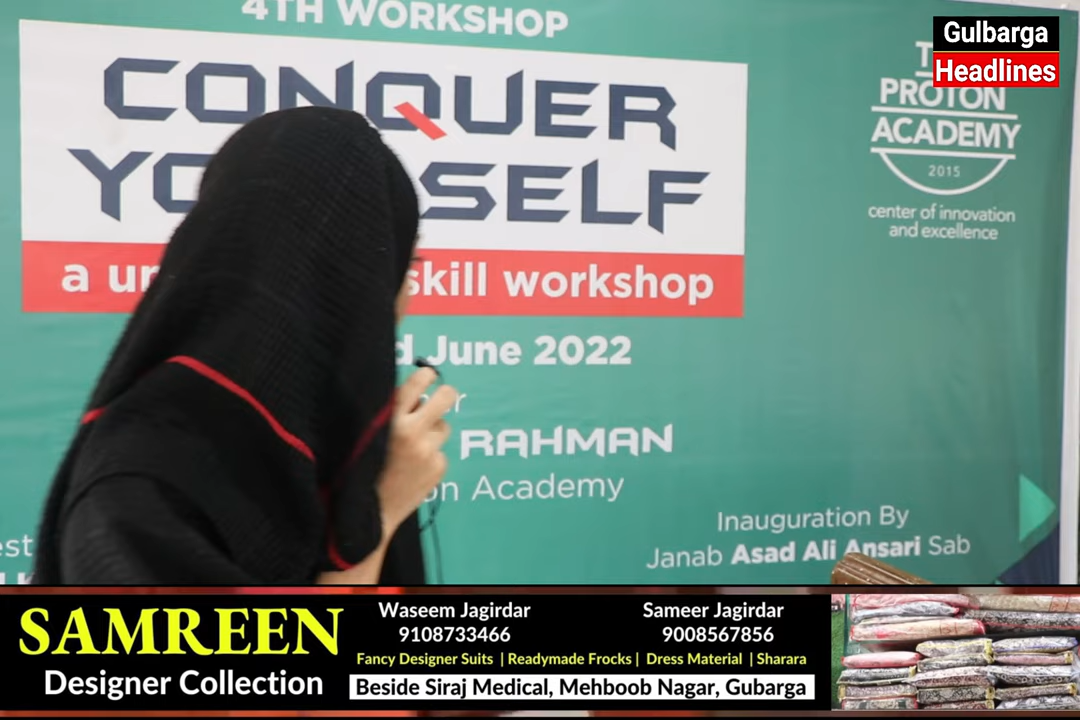 4TH WORKSHOP
CONQUER
YO SELF
a skill workshop
June 2022
RAHMAN
Academy
Inauguration By
Janab Asad Ali Ansari Sab
Gulbarga
Headlines
PROTON
ACADEMY
2015
center of innovation
and excellence
SAMREEN
Designer Collection
Waseem Jagirdar
9108733466
Sameer Jagirdar
9008567856
Fancy Designer Suits | Readymade Frocks | Dress Material | Sharara
Beside Siraj Medical, Mehboob Nagar, Gubarga